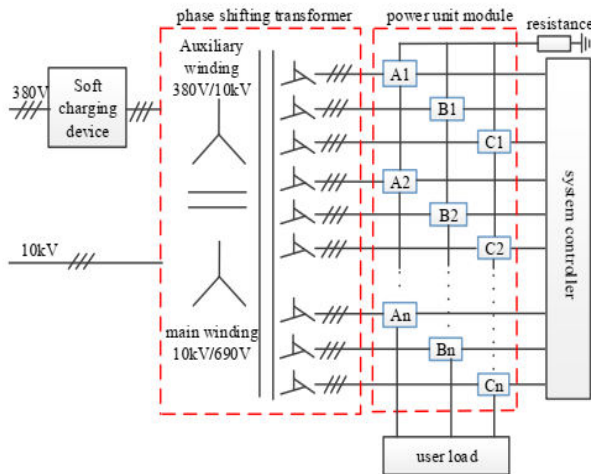 phase shifting transformer
power unit module
resistance
Auxiliary
winding
380V/10kV
380V
Soft
charging
device
A1
B1
C1
A2
B2
C2
system controller
10kV
main winding
10kV/690V
An
Bn
Cn
user load